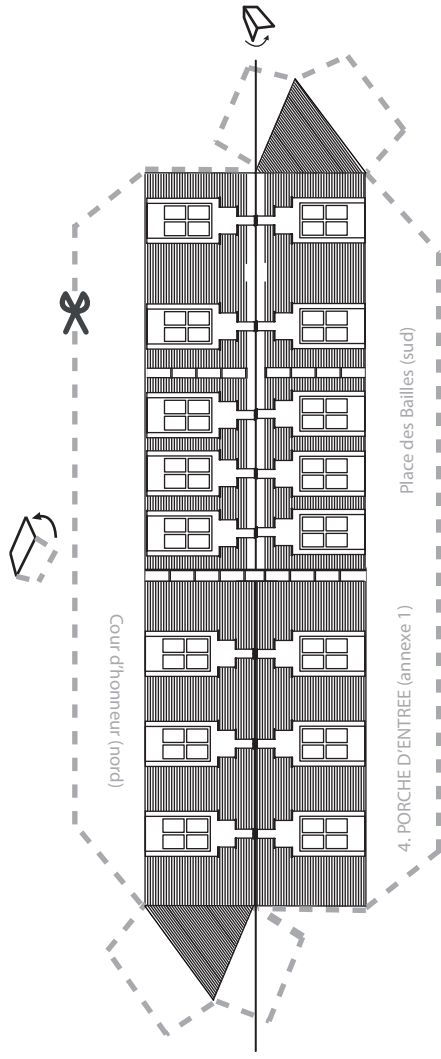 Place des Bailles (sud)
4. PORCHE D'ENTREE (annexe 1)
Cour d'honneur (nord)